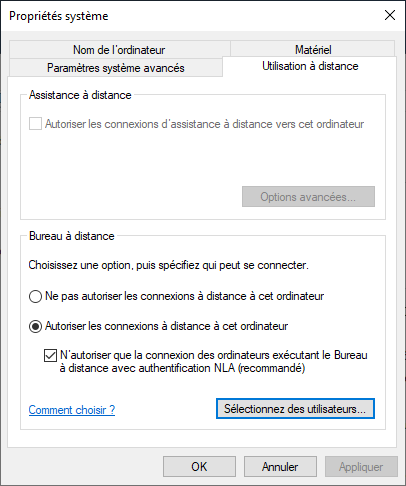 Propriétés système
Nom de l'ordinateur
Matériel
Paramètres système avancés
Utilisation à distance
Assistance à distance
Autoriser les connexions d'assistance à distance vers cet ordinateur
Options avancées...
Bureau à distance
Choisissez une option, puis spécifiez qui peut se connecter.
Ne pas autoriser les connexions à distance à cet ordinateur
Autoriser les connexions à distance à cet ordinateur
N'autoriser que la connexion des ordinateurs exécutant le Bureau
à distance avec authentification NLA (recommandé)
Comment choisir ?
Sélectionnez des utilisateurs...
OK
Annuler
Appliquer